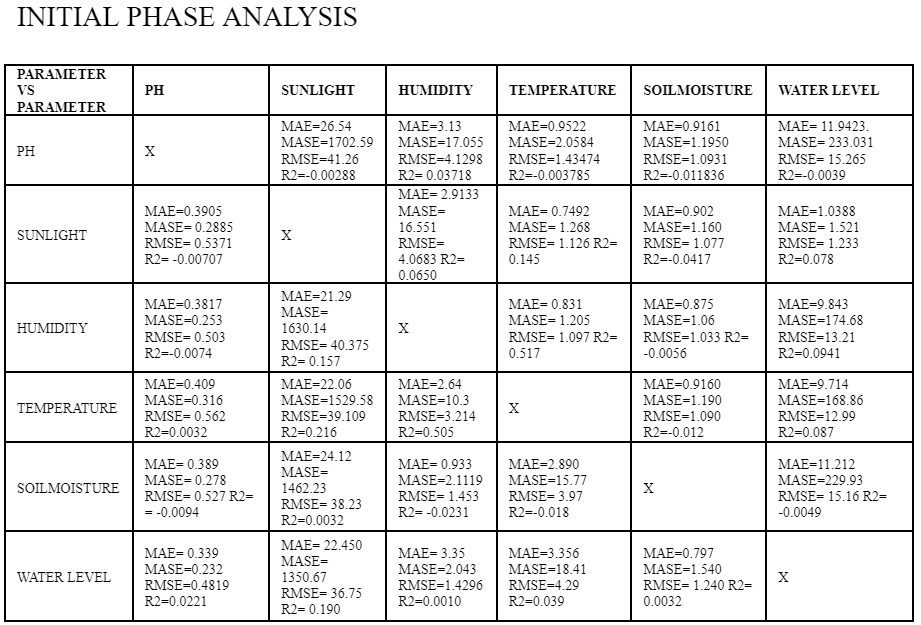 INITIAL PHASE ANALYSIS
PARAMETER
VS
PARAMETER
PH
SUNLIGHT
HUMIDITY
TEMPERATURE
SOILMOISTURE
WATER LEVEL
PH
X
MAE=26.54
MASE=1702.59
RMSE=41.26
R2=-0.00288
MAE=3.13
MASE=17.055
RMSE=4.1298
R2= 0.03718
MAE=0.9522
MASE=2.0584
RMSE=1.43474
R2=-0.003785
MAE=0.9161
MASE=1.1950
RMSE=1.0931
R2=-0.011836
MAE= 11.9423.
MASE= 233.031
RMSE= 15.265
R2=-0.0039
SUNLIGHT
MAE=0.3905
MASE= 0.2885
RMSE= 0.5371
R2= -0.00707
X
MAE= 2.9133
MASE=
16.551
RMSE=
4.0683 R2=
0.0650
MAE= 0.7492
MASE= 1.268
RMSE= 1.126 R2=
0.145
MAE=0.902
MASE=1.160
RMSE= 1.077
R2=-0.0417
MAE=1.0388
MASE= 1.521
RMSE= 1.233
R2=0.078
HUMIDITY
MAE=0.3817
MASE=0.253
RMSE= 0.503
R2=-0.0074
MAE=21.29
MASE=
1630.14
RMSE= 40.375
R2= 0.157
X
MAE= 0.831
MASE= 1.205
RMSE= 1.097 R2=
0.517
MAE=0.875
MASE=1.06
RMSE=1.033 R2=
-0.0056
MAE=9.843
MASE=174.68
RMSE=13.21
R2=0.0941
TEMPERATURE
MAE=0.409
MASE=0.316
RMSE= 0.562
R2=0.0032
MAE=22.06
MASE=1529.58
RMSE=39.109
R2=0.216
MAE=2.64
MASE=10.3
RMSE=3.214
R2=0.505
X
MAE=0.9160
MASE=1.190
RMSE=1.090
R2=-0.012
MAE=9.714
MASE=168.86
RMSE=12.99
R2=0.087
SOILMOISTURE
MAE= 0.389
MASE= 0.278
RMSE= 0.527 R2=
= -0.0094
MAE=24.12
MASE=
1462.23
RMSE= 38.23
R2=0.0032
MAE= 0.933
MASE=2.1119
RMSE= 1.453
R2= -0.0231
MAE=2.890
MASE=15.77
RMSE= 3.97
R2=-0.018
X
MAE=11.212
MASE=229.93
RMSE= 15.16 R2=
-0.0049
WATER LEVEL
MAE= 0.339
MASE=0.232
RMSE=0.4819
R2=0.0221
MAE= 22.450
MASE=
1350.67
RMSE= 36.75
R2= 0.190
MAE= 3.35
MASE=2.043
RMSE=1.4296
R2=0.0010
MAE=3.356
MASE=18.41
RMSE=4.29
R2=0.039
MAE=0.797
MASE=1.540
RMSE= 1.240 R2=
0.0032
X